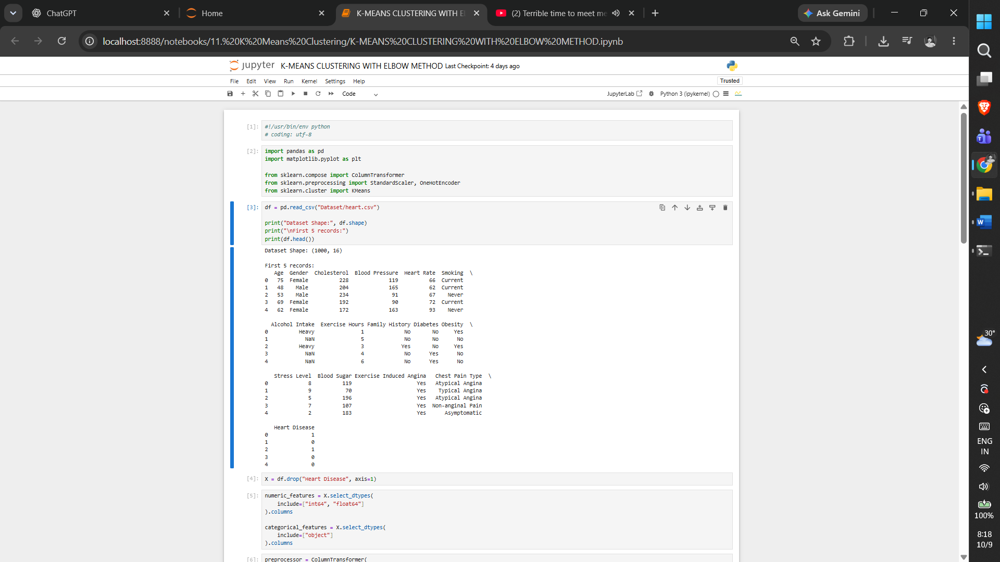 ChatGPT
Home
K-MEANS CLUSTERING WITH EL
(2) Terrible time to meet me
Ask Gemini
localhost:8888/notebooks/11.%20K%20Means%20Clustering/K-MEANS%20CLUSTERING%20WITH%20ELBOW%20METHOD.ipynb
jupyter K-MEANS CLUSTERING WITH ELBOW METHOD Last Checkpoint: 4 days ago
File Edit View Run Kernel Settings Help
Trusted
Code
JupyterLab
Python 3 (ipykernel)
[1]: #!/usr/bin/env python
# coding: utf-8
[2]: import pandas as pd
import matplotlib.pyplot as plt
from sklearn.compose import ColumnTransformer
from sklearn.preprocessing import StandardScaler, OneHotEncoder
from sklearn.cluster import KMeans
[3]: df = pd.read_csv("Dataset/heart.csv")
print("Dataset Shape:", df.shape)
print("\nFirst 5 records:")
print(df.head())
Dataset Shape: (1000, 16)
First 5 records:
Age Gender Cholesterol Blood Pressure Heart Rate Smoking \
0 75 Female 228 119 66 Current
1 48 Male 204 165 62 Current
2 53 Male 234 91 67 Never
3 69 Female 192 90 72 Current
4 62 Female 172 163 93 Never
Alcohol Intake Exercise Hours Family History Diabetes Obesity \
0 Heavy 1 No No Yes
1 NaN 5 No No No
2 Heavy 3 Yes No Yes
3 NaN 4 No Yes No
4 NaN 6 No Yes No
Stress Level Blood Sugar Exercise Induced Angina Chest Pain Type \
0 8 119 Yes Atypical Angina
1 9 70 Yes Typical Angina
2 5 196 Yes Atypical Angina
3 7 107 Yes Non-anginal Pain
4 2 183 Yes Asymptomatic
Heart Disease
0 1
1 0
2 1
3 0
4 0
[4]: X = df.drop("Heart Disease", axis=1)
[5]: numeric_features = X.select_dtypes(
include=["int64", "float64"]
).columns
categorical_features = X.select_dtypes(
include=["object"]
).columns
[6]: preprocessor = ColumnTransformer(
30°
ENG
IN
100%
8:18
10/9